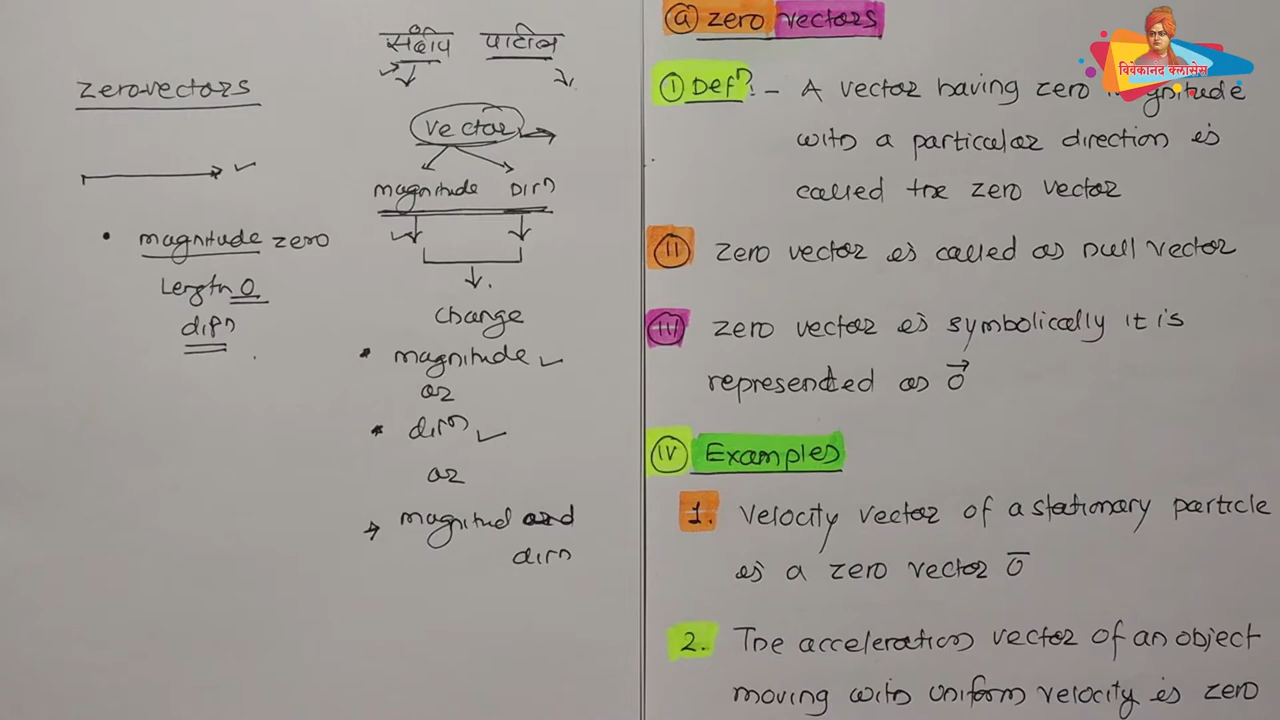 zero vectors
magnitude zero
Length 0
dirn
संदीप पाटील
vector
magnitude Dirn
change
magnitude
or
dirn
or
magnitud and
dirn
a zero vectors
विवेकानंद क्लासेस
i Defn :- A vector having zero magnitude
with a particular direction is
called the zero vector
ii zero vector is called as null vector
iii zero vector is symbolically it is
represented as 0⃗
iv Examples
1. velocity vector of a stationary particle
is a zero vector 0̅
2. The acceleration vector of an object
moving with uniform velocity is zero